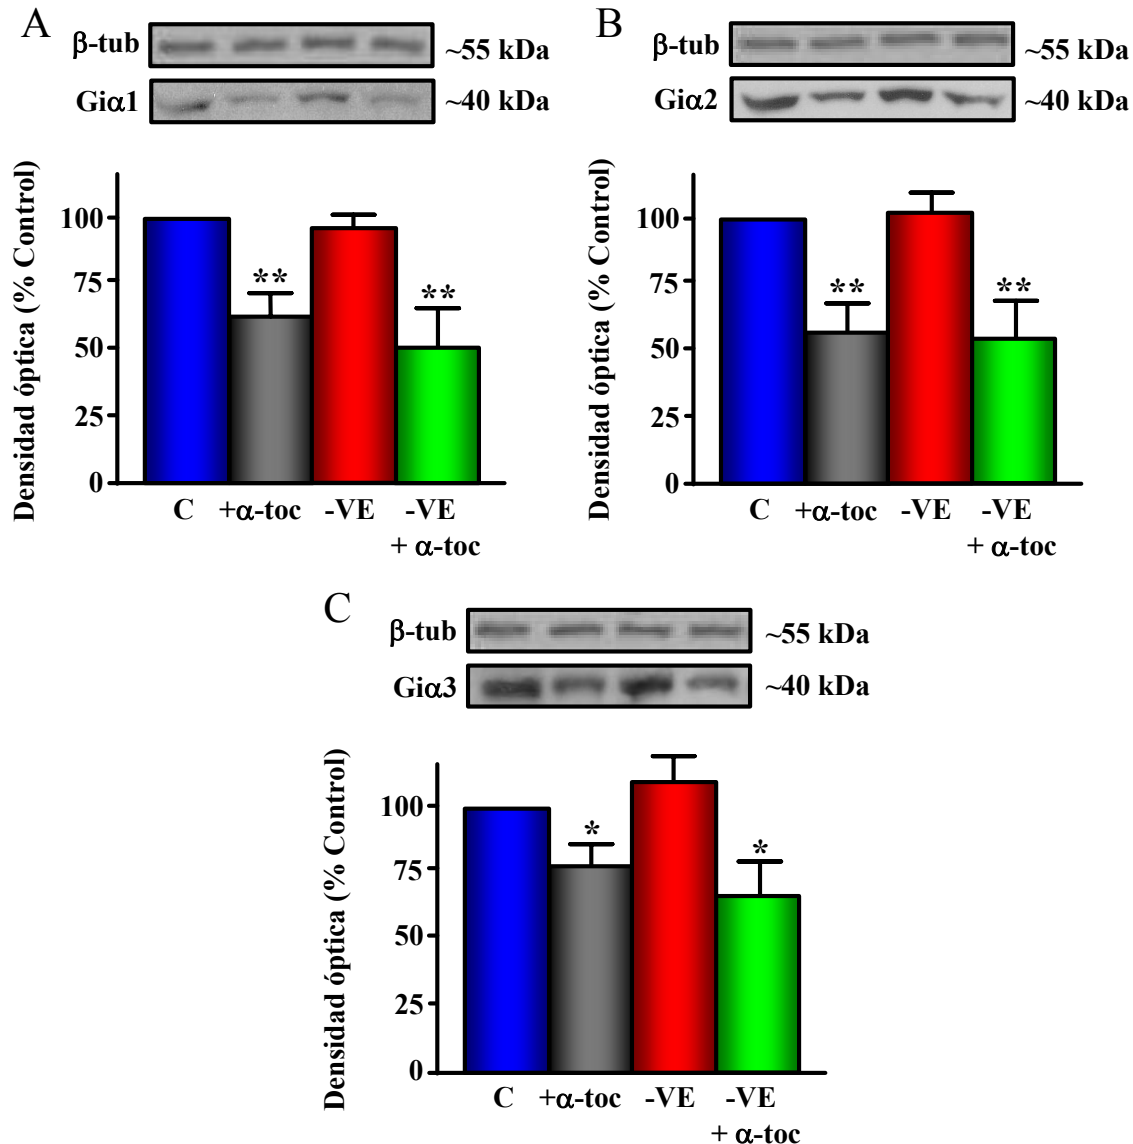 A
β-tub
~55 kDa
Giα1
~40 kDa
Densidad óptica (% Control)
100
75
50
25
0
**
**
C +α-toc -VE -VE
+ α-toc
B
β-tub
~55 kDa
Giα2
~40 kDa
Densidad óptica (% Control)
100
75
50
25
0
**
**
C +α-toc -VE -VE
+ α-toc
C
β-tub
~55 kDa
Giα3
~40 kDa
Densidad óptica (% Control)
100
75
50
25
0
*
*
C +α-toc -VE -VE
+ α-toc